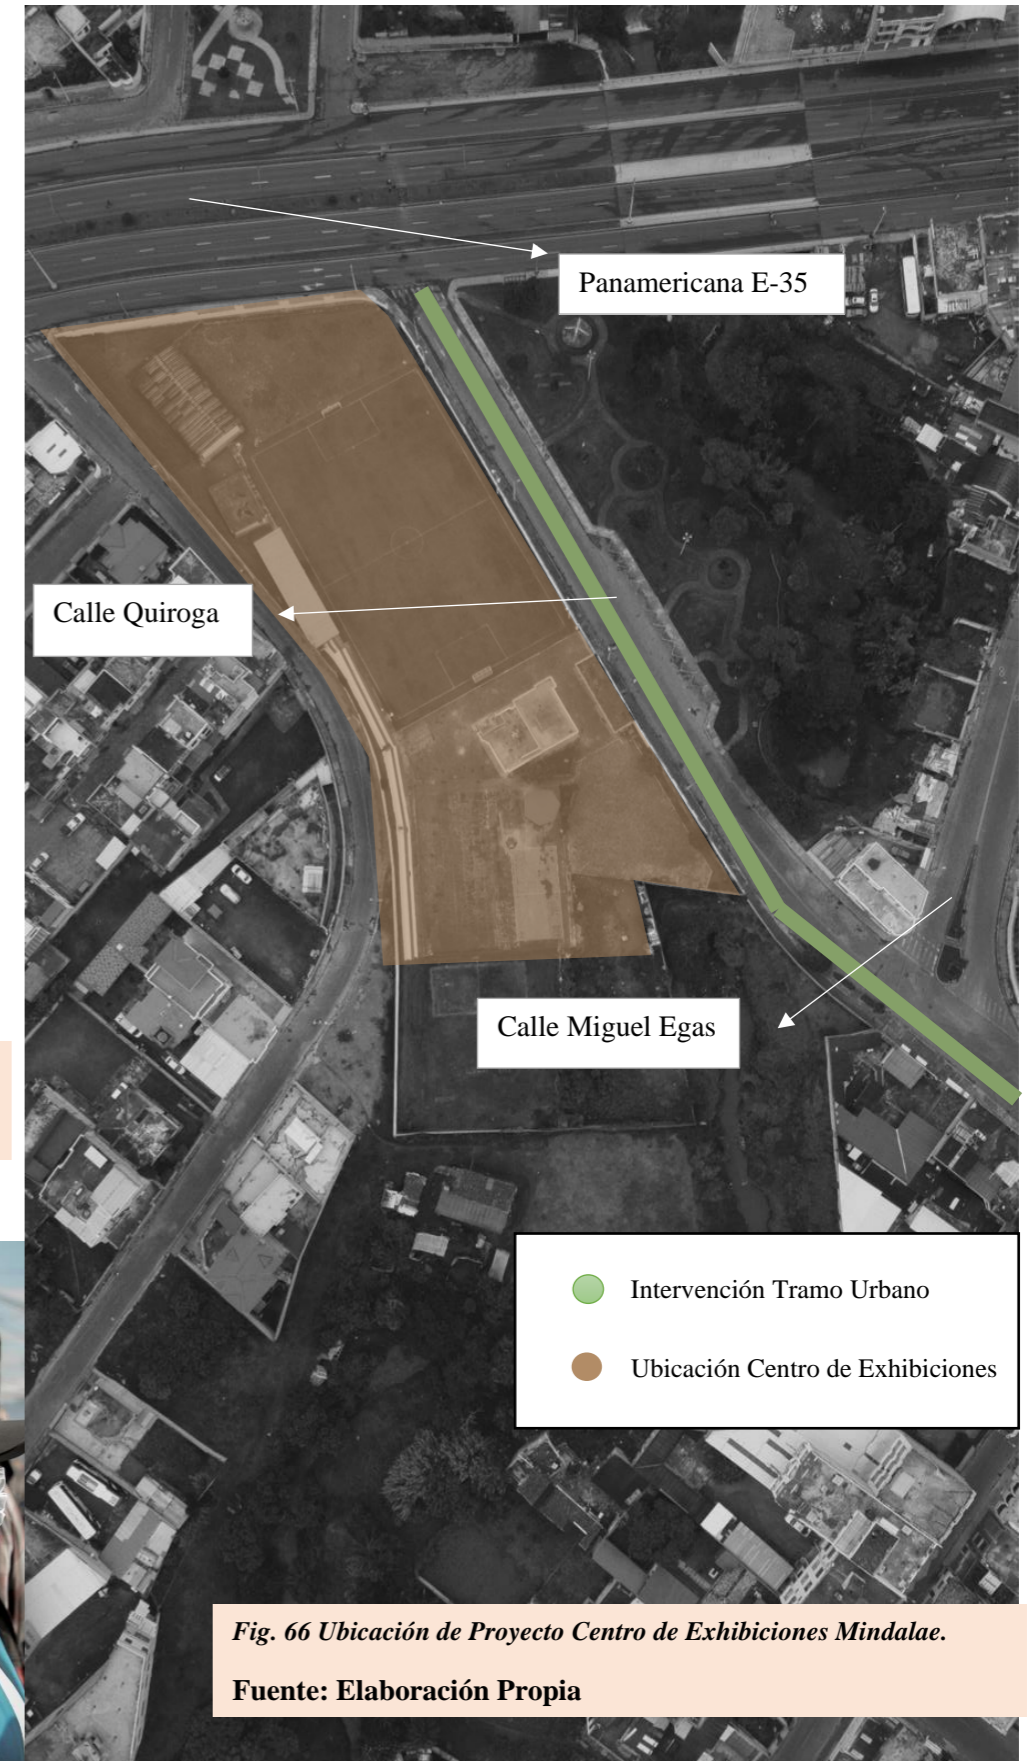 Panamericana E-35
Calle Quiroga
Calle Miguel Egas
Intervención Tramo Urbano
Ubicación Centro de Exhibiciones
Fig. 66 Ubicación de Proyecto Centro de Exhibiciones Mindalae.
Fuente: Elaboración Propia